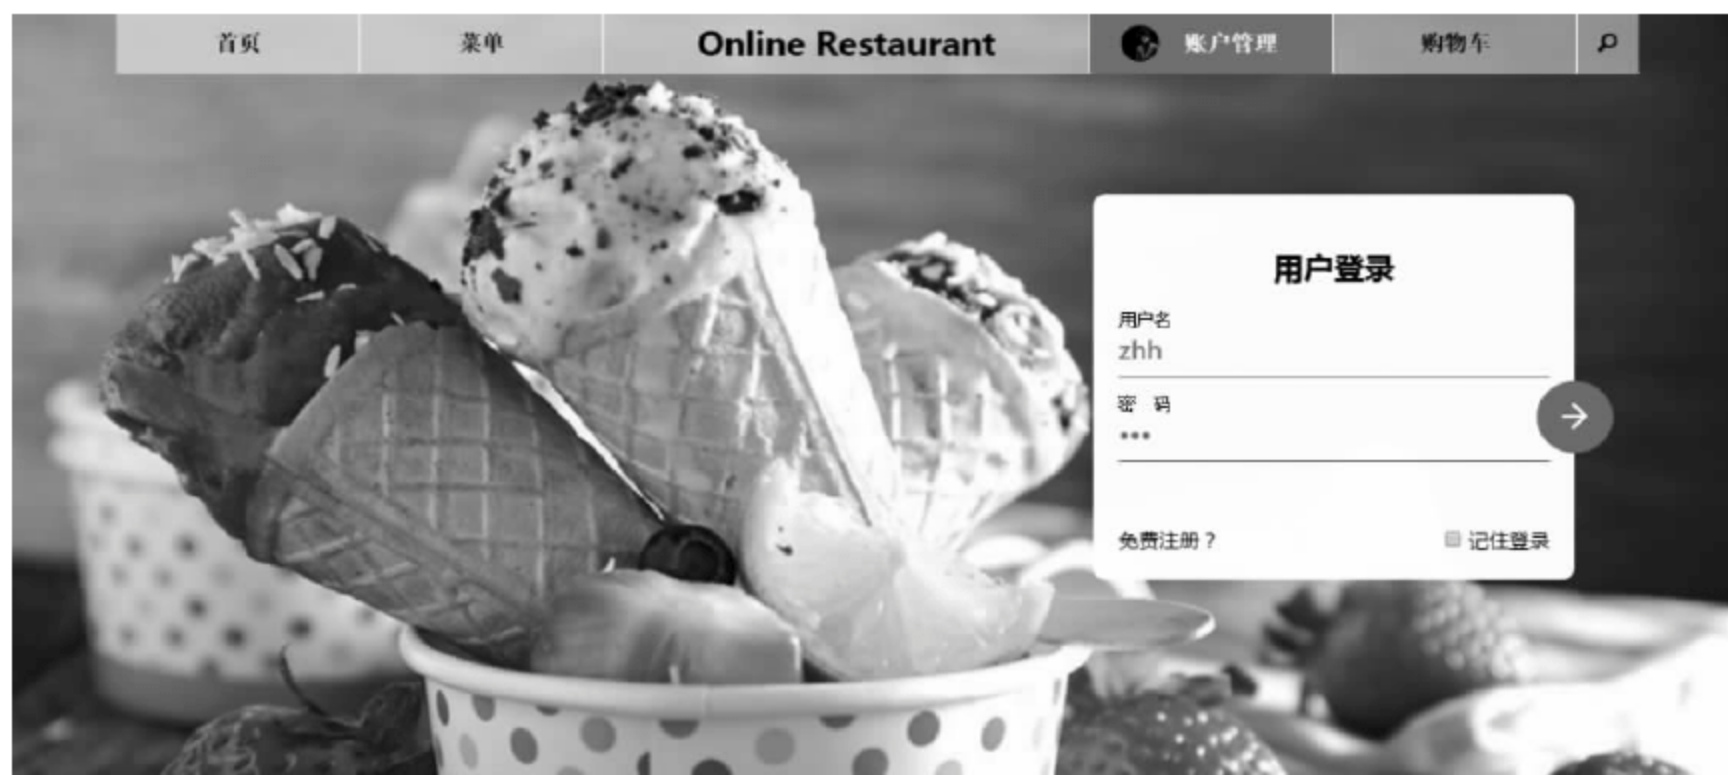 首页 菜单 Online Restaurant 账户管理 购物车
用户登录
用户名
zhh
密 码
•••
免费注册？ 记住登录